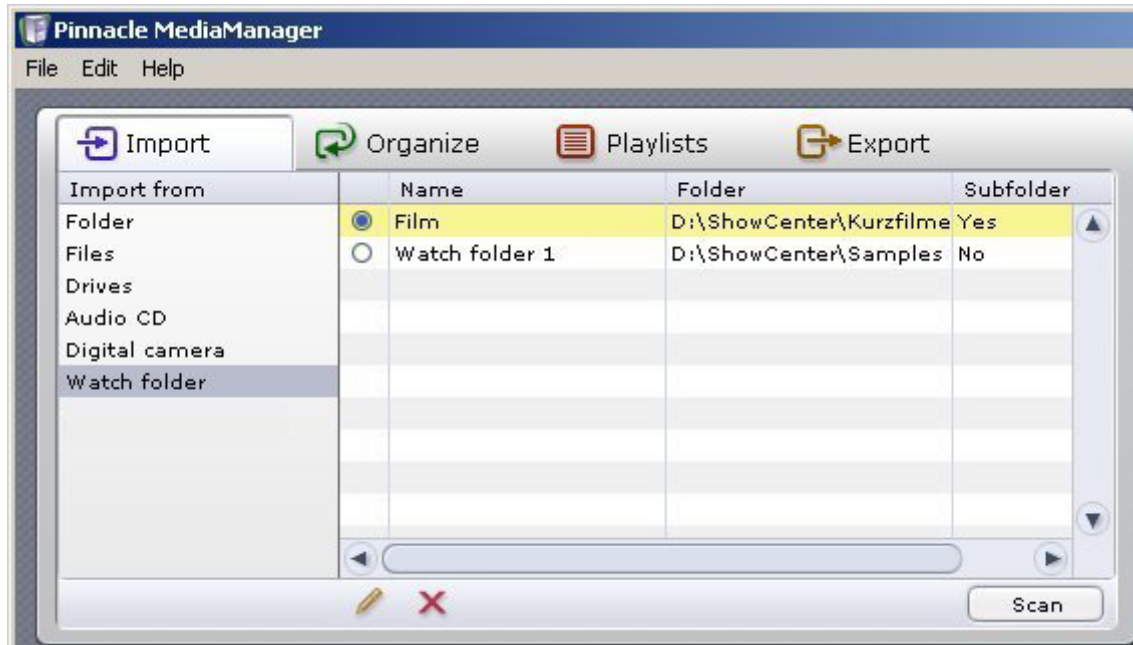 Pinnacle MediaManager
File Edit Help
Import Organize Playlists Export
Import from Name Folder Subfolder
Folder Film D:\ShowCenter\Kurzfilme Yes
Files Watch folder 1 D:\ShowCenter\Samples No
Drives
Audio CD
Digital camera
Watch folder
Scan